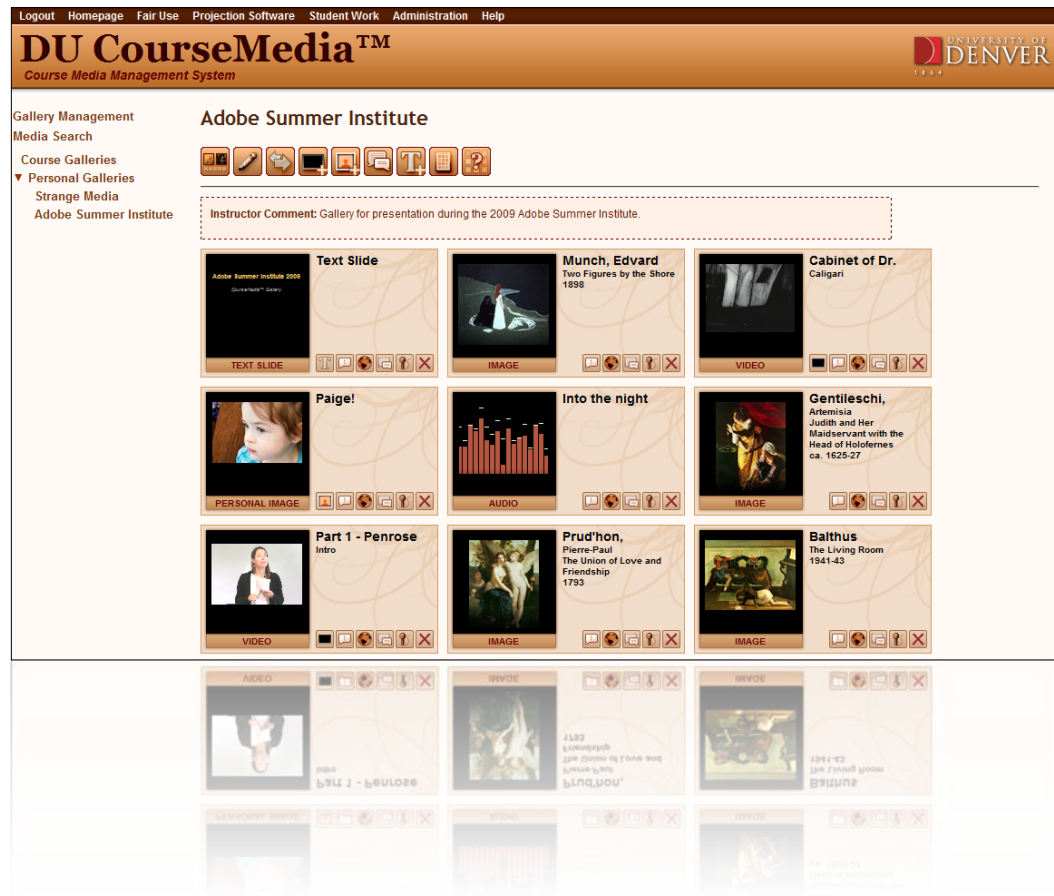 Logout Homepage Fair Use Projection Software Student Work Administration Help
DU CourseMedia™
Course Media Management System
UNIVERSITY OF
DENVER
1864
Gallery Management
Media Search
Course Galleries
Personal Galleries
Strange Media
Adobe Summer Institute
Adobe Summer Institute
Instructor Comment: Gallery for presentation during the 2009 Adobe Summer Institute.
Adobe Summer Institute 2009
CourseMedia™ Gallery
TEXT SLIDE
Text Slide
IMAGE
Munch, Edvard
Two Figures by the Shore
1898
VIDEO
Cabinet of Dr.
Caligari
PERSONAL IMAGE
Paige!
AUDIO
Into the night
IMAGE
Gentileschi,
Artemisia
Judith and Her
Maidservant with the
Head of Holofernes
ca. 1625-27
VIDEO
Part 1 - Penrose
Intro
IMAGE
Prud'hon,
Pierre-Paul
The Union of Love and
Friendship
1793
IMAGE
Balthus
The Living Room
1941-43